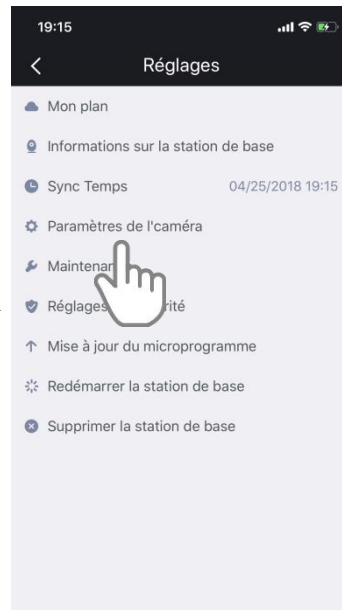 19:15
Réglages
Mon plan
Informations sur la station de base
Sync Temps 04/25/2018 19:15
Paramètres de l'caméra
Réglages
Mise à jour du microprogramme
Redémarrer la station de base
Supprimer la station de base